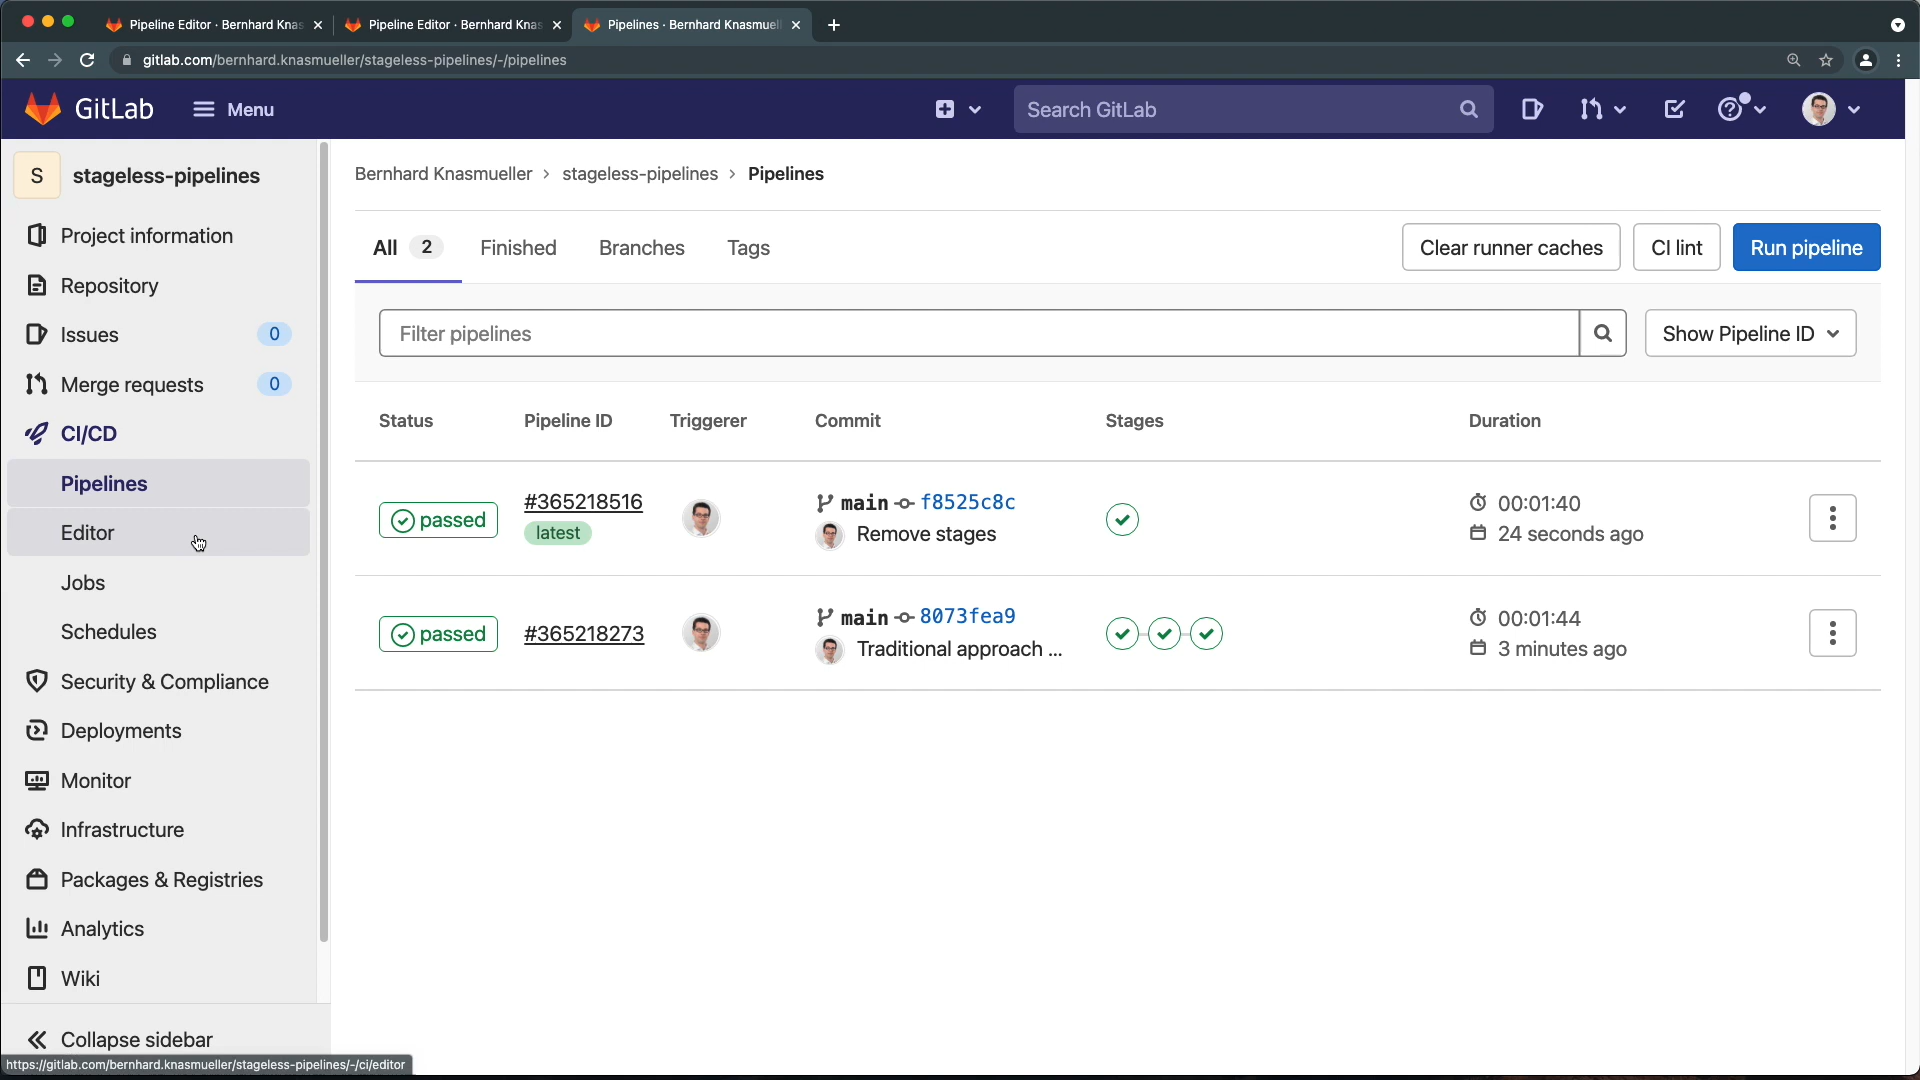 Pipeline Editor · Bernhard Knas
Pipeline Editor · Bernhard Knas
Pipelines · Bernhard Knasmuel
gitlab.com/bernhard.knasmueller/stageless-pipelines/-/pipelines
GitLab
Menu
Search GitLab
S
stageless-pipelines
Project information
Repository
Issues 0
Merge requests 0
CI/CD
Pipelines
Editor
Jobs
Schedules
Security & Compliance
Deployments
Monitor
Infrastructure
Packages & Registries
Analytics
Wiki
Collapse sidebar
https://gitlab.com/bernhard.knasmueller/stageless-pipelines/-/ci/editor
Bernhard Knasmueller > stageless-pipelines > Pipelines
All 2 Finished Branches Tags
Clear runner caches CI lint Run pipeline
Filter pipelines
Show Pipeline ID
Status Pipeline ID Triggerer Commit Stages Duration
passed #365218516 main f8525c8c 00:01:40
latest Remove stages 24 seconds ago
passed #365218273 main 8073fea9 00:01:44
Traditional approach ... 3 minutes ago